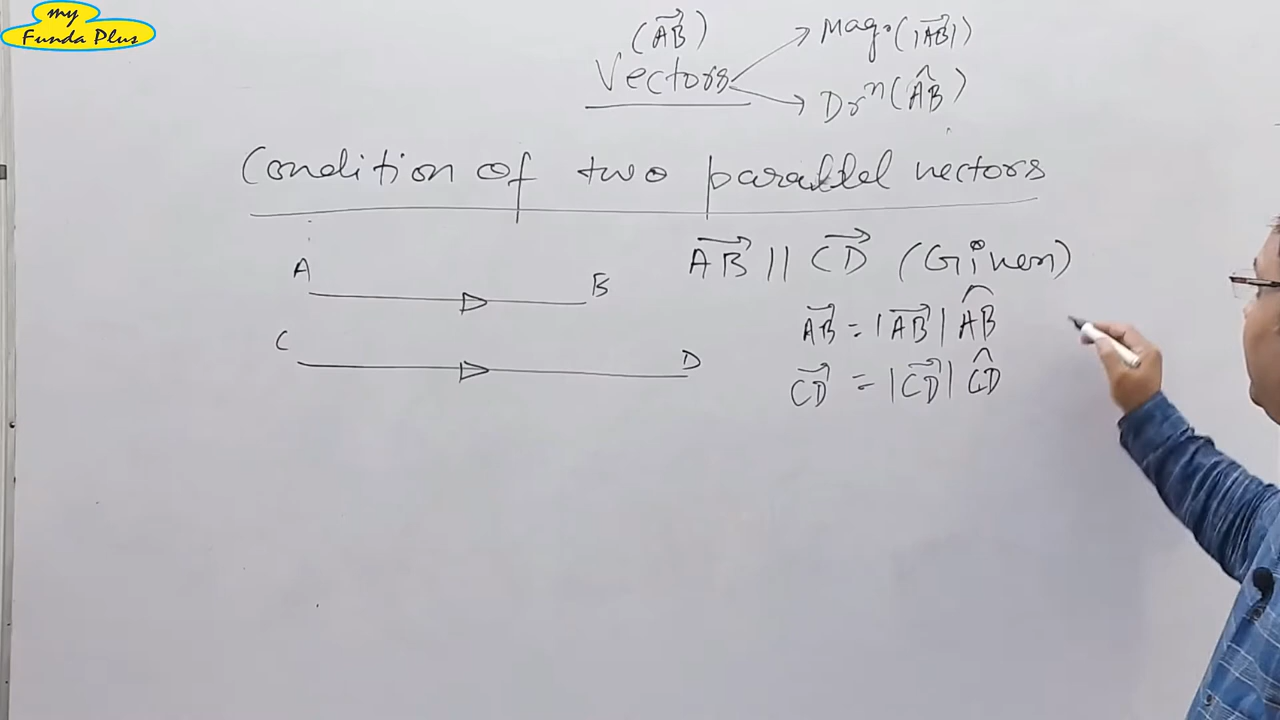 my
Funda Plus
(AB→)
Vectors
Mag.(|AB→|)
Drⁿ(AB̂)
Condition of two parallel vectors
A B
C D
AB→ || CD→ (Given)
AB→ = |AB→| AB̂
CD→ = |CD→| CD̂